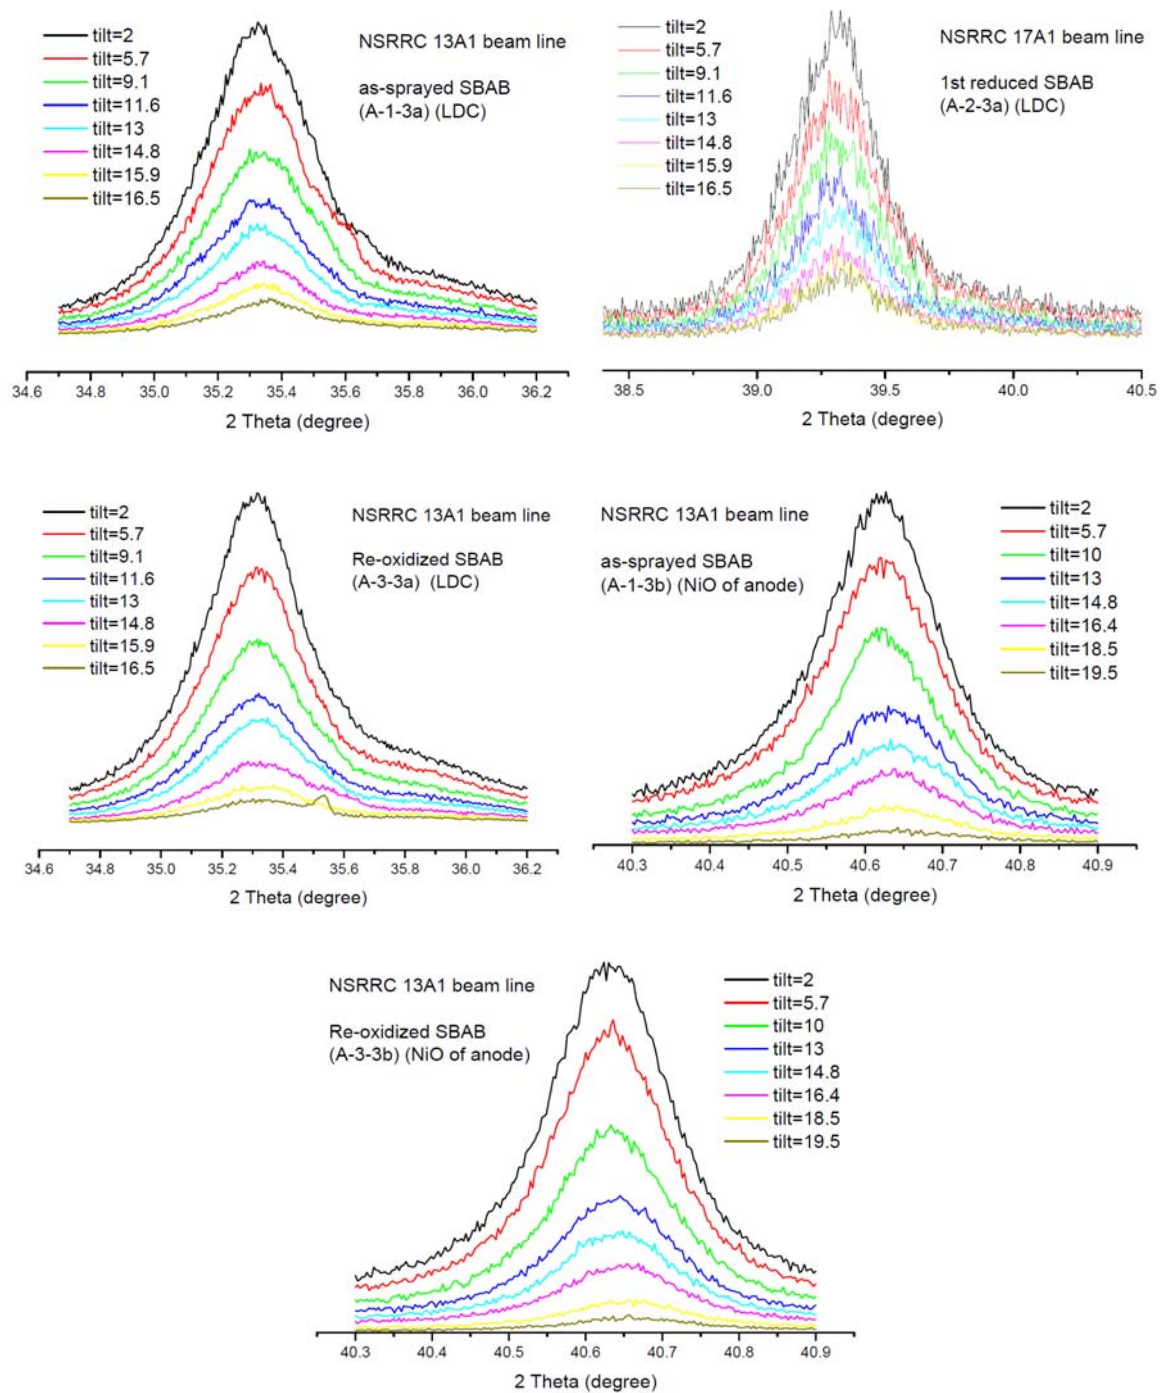 tilt=2
tilt=5.7
tilt=9.1
tilt=11.6
tilt=13
tilt=14.8
tilt=15.9
tilt=16.5
NSRRC 13A1 beam line
as-sprayed SBAB
(A-1-3a) (LDC)
34.6 34.8 35.0 35.2 35.4 35.6 35.8 36.0 36.2
2 Theta (degree)
tilt=2
tilt=5.7
tilt=9.1
tilt=11.6
tilt=13
tilt=14.8
tilt=15.9
tilt=16.5
NSRRC 17A1 beam line
1st reduced SBAB
(A-2-3a) (LDC)
38.5 39.0 39.5 40.0 40.5
2 Theta (degree)
tilt=2
tilt=5.7
tilt=9.1
tilt=11.6
tilt=13
tilt=14.8
tilt=15.9
tilt=16.5
NSRRC 13A1 beam line
Re-oxidized SBAB
(A-3-3a) (LDC)
34.6 34.8 35.0 35.2 35.4 35.6 35.8 36.0 36.2
2 Theta (degree)
NSRRC 13A1 beam line
as-sprayed SBAB
(A-1-3b) (NiO of anode)
tilt=2
tilt=5.7
tilt=10
tilt=13
tilt=14.8
tilt=16.4
tilt=18.5
tilt=19.5
40.3 40.4 40.5 40.6 40.7 40.8 40.9
2 Theta (degree)
NSRRC 13A1 beam line
Re-oxidized SBAB
(A-3-3b) (NiO of anode)
tilt=2
tilt=5.7
tilt=10
tilt=13
tilt=14.8
tilt=16.4
tilt=18.5
tilt=19.5
40.3 40.4 40.5 40.6 40.7 40.8 40.9
2 Theta (degree)